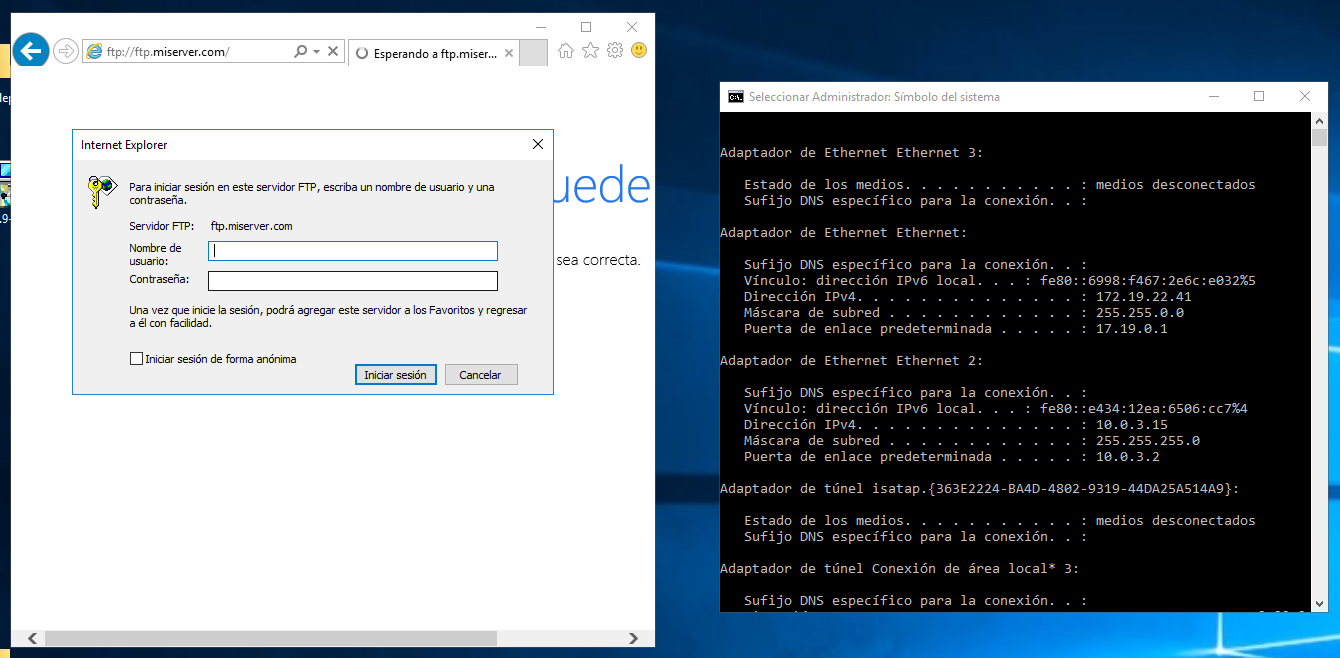 ftp://ftp.miserver.com/
Esperando a ftp.miser...
Internet Explorer
Para iniciar sesión en este servidor FTP, escriba un nombre de usuario y una
contraseña.
Servidor FTP: ftp.miserver.com
Nombre de
usuario:
Contraseña:
Una vez que inicie la sesión, podrá agregar este servidor a los Favoritos y regresar
a él con facilidad.
Iniciar sesión de forma anónima
Iniciar sesión
Cancelar
uede
sea correcta.
Seleccionar Administrador: Símbolo del sistema
Adaptador de Ethernet Ethernet 3:
Estado de los medios. . . . . . . . . . . : medios desconectados
Sufijo DNS específico para la conexión. . :
Adaptador de Ethernet Ethernet:
Sufijo DNS específico para la conexión. . :
Vínculo: dirección IPv6 local. . . : fe80::6998:f467:2e6c:e032%5
Dirección IPv4. . . . . . . . . . . . . . : 172.19.22.41
Máscara de subred . . . . . . . . . . . . : 255.255.0.0
Puerta de enlace predeterminada . . . . . : 17.19.0.1
Adaptador de Ethernet Ethernet 2:
Sufijo DNS específico para la conexión. . :
Vínculo: dirección IPv6 local. . . : fe80::e434:12ea:6506:cc7%4
Dirección IPv4. . . . . . . . . . . . . . : 10.0.3.15
Máscara de subred . . . . . . . . . . . . : 255.255.255.0
Puerta de enlace predeterminada . . . . . : 10.0.3.2
Adaptador de túnel isatap.{363E2224-BA4D-4802-9319-44DA25A514A9}:
Estado de los medios. . . . . . . . . . . : medios desconectados
Sufijo DNS específico para la conexión. . :
Adaptador de túnel Conexión de área local* 3:
Sufijo DNS específico para la conexión. . :